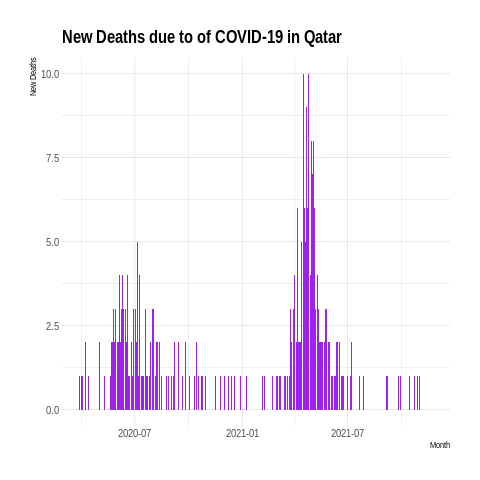 New Deaths due to of COVID-19 in Qatar
New Deaths
10.0
7.5
5.0
2.5
0.0
2020-07
2021-01
2021-07
Month